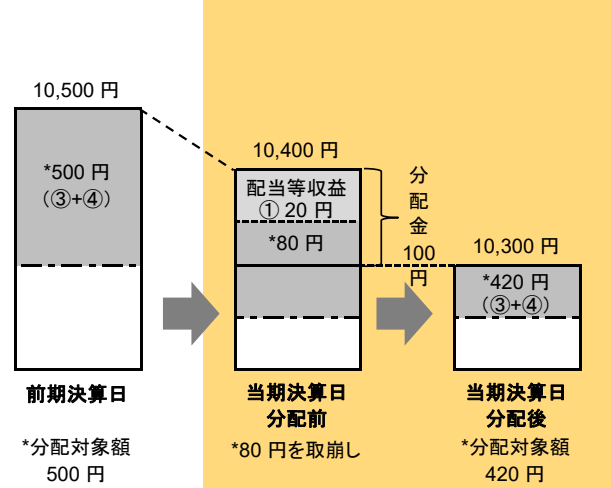 10,500 円
*500 円
（③+④）
前期決算日
*分配対象額
500 円
10,400 円
配当等収益
① 20 円
*80 円
分配金
100
円
当期決算日
分配前
*80 円を取崩し
10,300 円
*420 円
（③+④）
当期決算日
分配後
*分配対象額
420 円